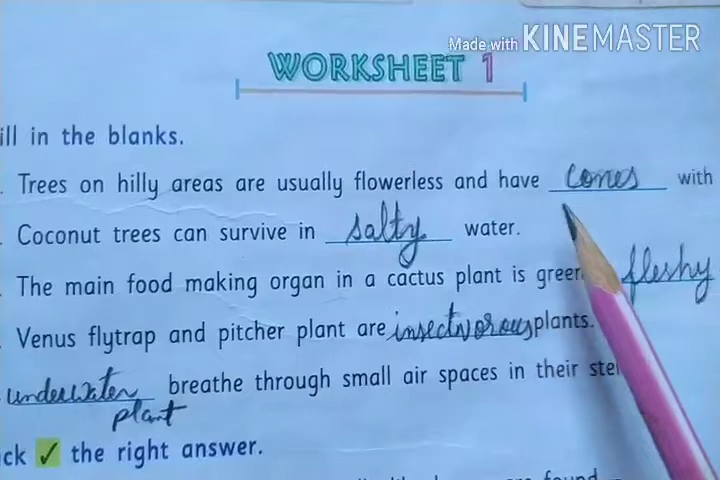 Made with KINEMASTER
WORKSHEET 1
ill in the blanks.
. Trees on hilly areas are usually flowerless and have cones with
. Coconut trees can survive in salty water.
. The main food making organ in a cactus plant is green fleshy
. Venus flytrap and pitcher plant are insectivorous plants.
underwater plant breathe through small air spaces in their ste
ick ✓ the right answer.
are found